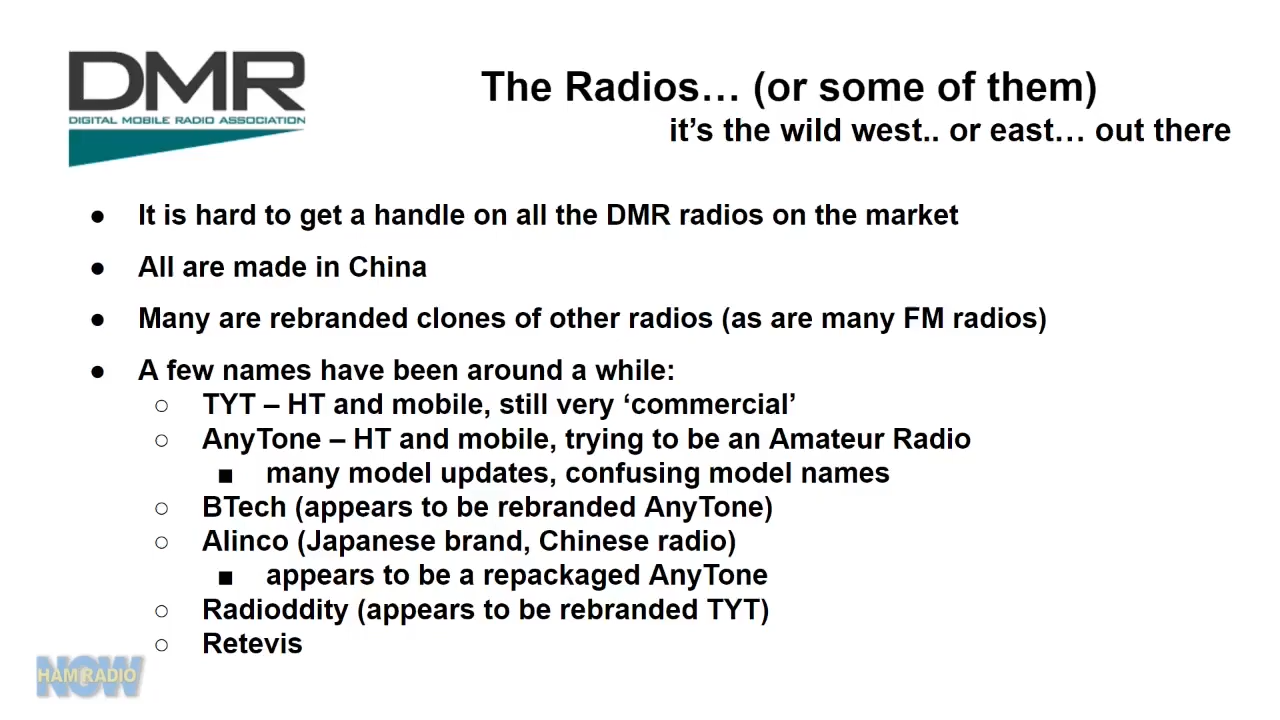 DMR
DIGITAL MOBILE RADIO ASSOCIATION
The Radios… (or some of them)
it’s the wild west.. or east… out there
● It is hard to get a handle on all the DMR radios on the market
● All are made in China
● Many are rebranded clones of other radios (as are many FM radios)
● A few names have been around a while:
○ TYT – HT and mobile, still very ‘commercial’
○ AnyTone – HT and mobile, trying to be an Amateur Radio
■ many model updates, confusing model names
○ BTech (appears to be rebranded AnyTone)
○ Alinco (Japanese brand, Chinese radio)
■ appears to be a repackaged AnyTone
○ Radioddity (appears to be rebranded TYT)
○ Retevis
HAM RADIO
NOW